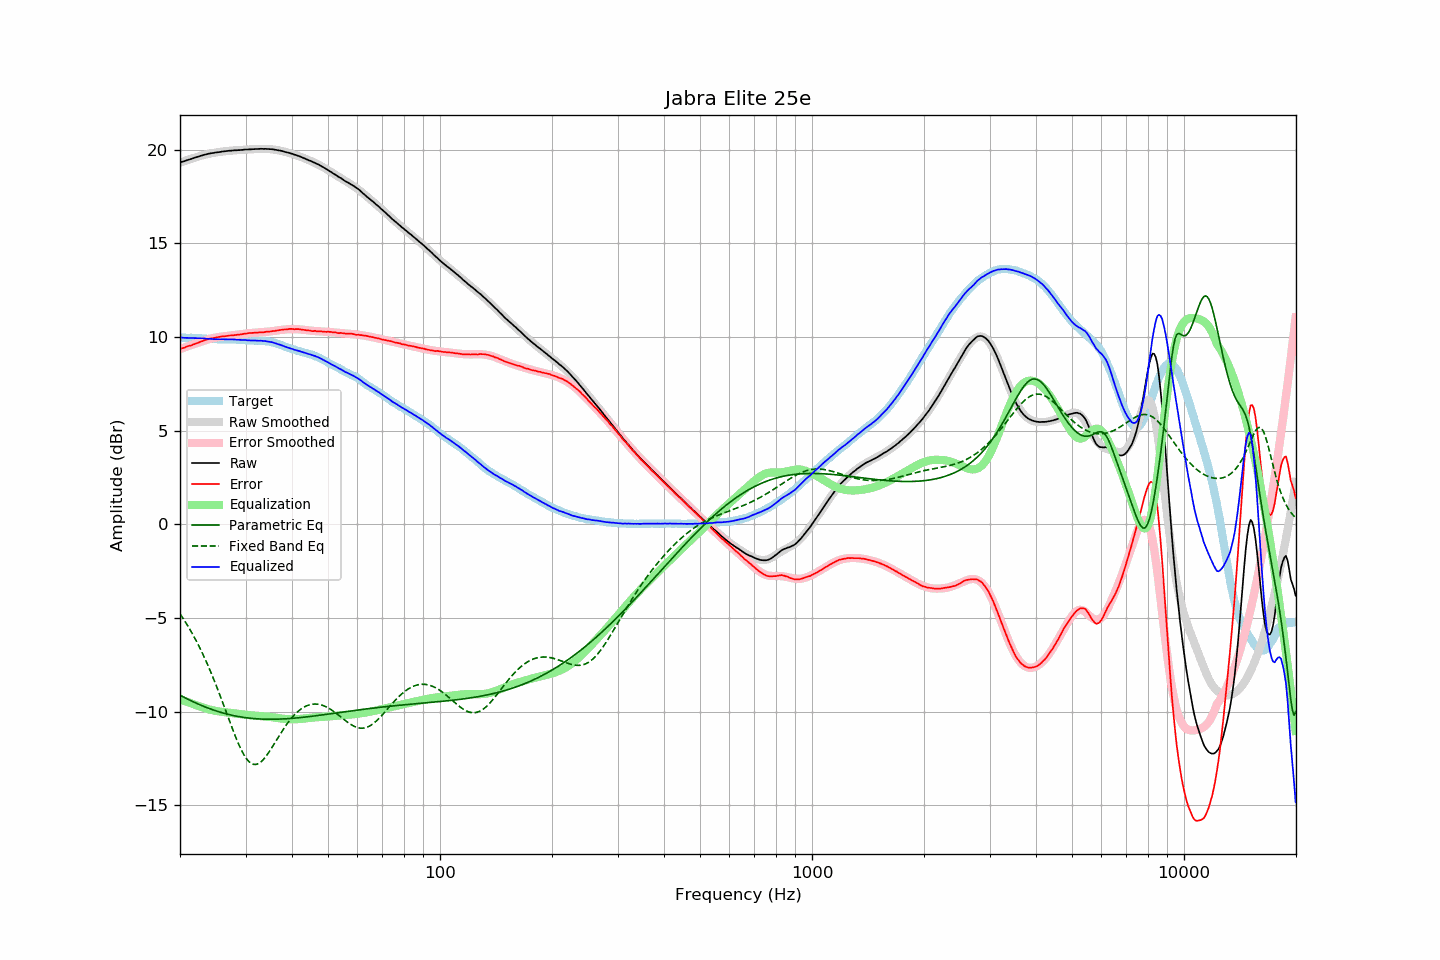 Jabra Elite 25e
20
15
10
5
0
−5
−10
−15
Amplitude (dBr)
Target
Raw Smoothed
Error Smoothed
Raw
Error
Equalization
Parametric Eq
Fixed Band Eq
Equalized
100
1000
10000
Frequency (Hz)